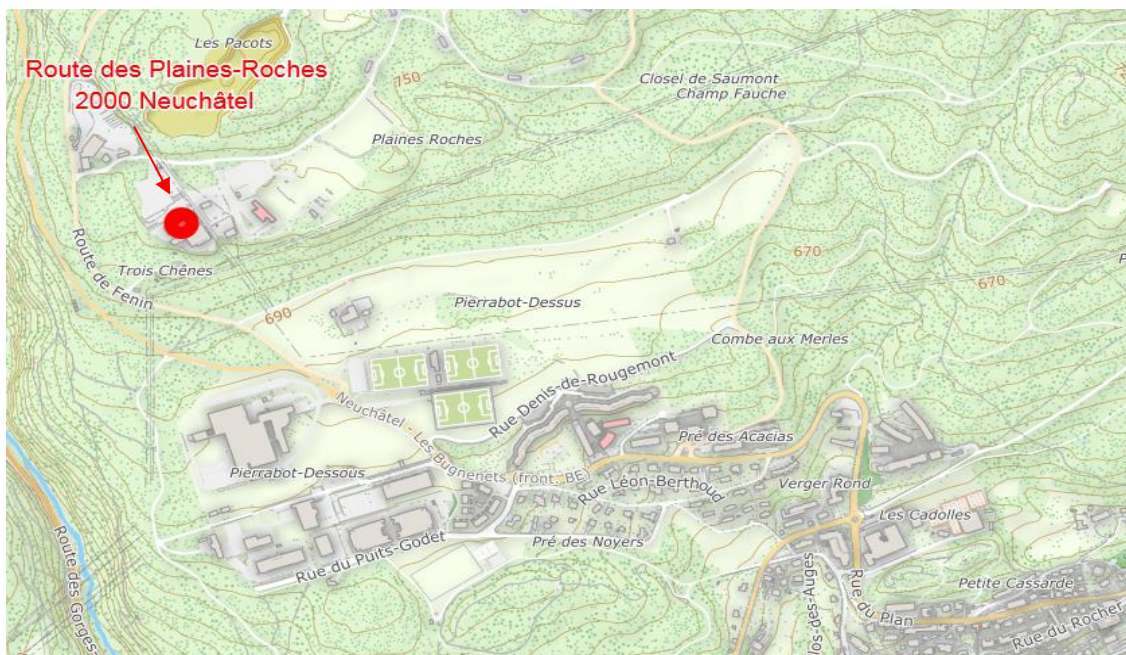 Les Pacots
Route des Plaines-Roches
2000 Neuchâtel
750
Closel de Saumont
Champ Fauche
Plaines Roches
Route de Fenin
Trois Chênes
670
670
690
Pierrabot-Dessus
Combe aux Merles
Rue Denis-de-Rougemont
Neuchâtel - Les Bugnenets (front. BE)
Pré des Acacias
Pierrabot-Dessous
Rue Léon-Berthoud
Verger Rond
Les Cadolles
Route des Gorges-
Rue du Puits-Godet
Pré des Noyers
Petite Cassarde
os-des-Auges
Rue du Plan
Rue du Rocher